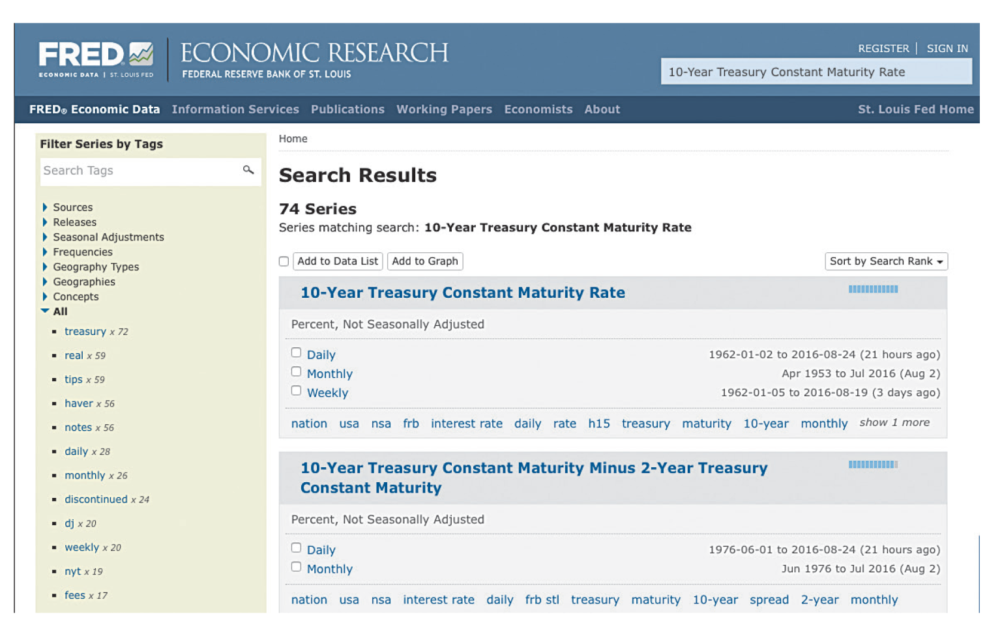 FRED®
ECONOMIC DATA | ST. LOUIS FED
ECONOMIC RESEARCH
FEDERAL RESERVE BANK OF ST. LOUIS
REGISTER | SIGN IN
10-Year Treasury Constant Maturity Rate
FRED® Economic Data Information Services Publications Working Papers Economists About St. Louis Fed Home
Filter Series by Tags
Search Tags
Sources
Releases
Seasonal Adjustments
Frequencies
Geography Types
Geographies
Concepts
All
treasury x 72
real x 59
tips x 59
haver x 56
notes x 56
daily x 28
monthly x 26
discontinued x 24
dj x 20
weekly x 20
nyt x 19
fees x 17
Home
Search Results
74 Series
Series matching search: 10-Year Treasury Constant Maturity Rate
Add to Data List Add to Graph Sort by Search Rank
10-Year Treasury Constant Maturity Rate
Percent, Not Seasonally Adjusted
Daily 1962-01-02 to 2016-08-24 (21 hours ago)
Monthly Apr 1953 to Jul 2016 (Aug 2)
Weekly 1962-01-05 to 2016-08-19 (3 days ago)
nation usa nsa frb interest rate daily rate h15 treasury maturity 10-year monthly show 1 more
10-Year Treasury Constant Maturity Minus 2-Year Treasury
Constant Maturity
Percent, Not Seasonally Adjusted
Daily 1976-06-01 to 2016-08-24 (21 hours ago)
Monthly Jun 1976 to Jul 2016 (Aug 2)
nation usa nsa interest rate daily frb stl treasury maturity 10-year spread 2-year monthly